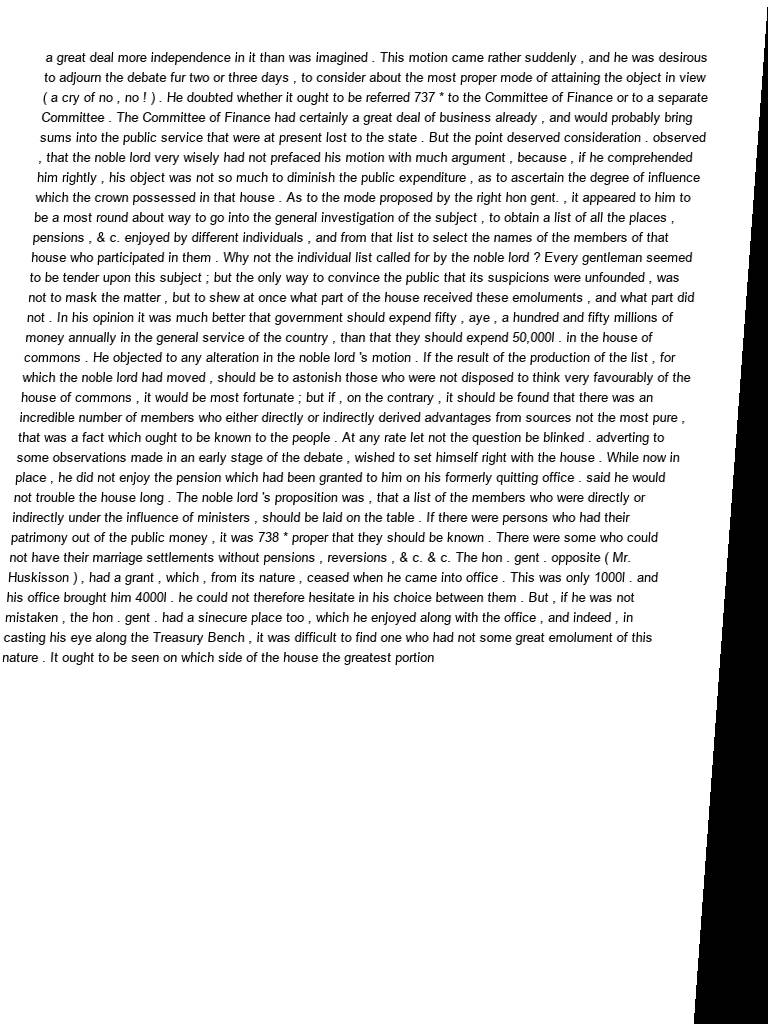 a great deal more independence in it than was imagined . This motion came rather suddenly , and he was desirous
to adjourn the debate fur two or three days , to consider about the most proper mode of attaining the object in view
( a cry of no , no ! ) . He doubted whether it ought to be referred 737 * to the Committee of Finance or to a separate
Committee . The Committee of Finance had certainly a great deal of business already , and would probably bring
sums into the public service that were at present lost to the state . But the point deserved consideration . observed
, that the noble lord very wisely had not prefaced his motion with much argument , because , if he comprehended
him rightly , his object was not so much to diminish the public expenditure , as to ascertain the degree of influence
which the crown possessed in that house . As to the mode proposed by the right hon gent. , it appeared to him to
be a most round about way to go into the general investigation of the subject , to obtain a list of all the places ,
pensions , & c. enjoyed by different individuals , and from that list to select the names of the members of that
house who participated in them . Why not the individual list called for by the noble lord ? Every gentleman seemed
to be tender upon this subject ; but the only way to convince the public that its suspicions were unfounded , was
not to mask the matter , but to shew at once what part of the house received these emoluments , and what part did
not . In his opinion it was much better that government should expend fifty , aye , a hundred and fifty millions of
money annually in the general service of the country , than that they should expend 50,000l . in the house of
commons . He objected to any alteration in the noble lord 's motion . If the result of the production of the list , for
which the noble lord had moved , should be to astonish those who were not disposed to think very favourably of the
house of commons , it would be most fortunate ; but if , on the contrary , it should be found that there was an
incredible number of members who either directly or indirectly derived advantages from sources not the most pure ,
that was a fact which ought to be known to the people . At any rate let not the question be blinked . adverting to
some observations made in an early stage of the debate , wished to set himself right with the house . While now in
place , he did not enjoy the pension which had been granted to him on his formerly quitting office . said he would
not trouble the house long . The noble lord 's proposition was , that a list of the members who were directly or
indirectly under the influence of ministers , should be laid on the table . If there were persons who had their
patrimony out of the public money , it was 738 * proper that they should be known . There were some who could
not have their marriage settlements without pensions , reversions , & c. & c. The hon . gent . opposite ( Mr.
Huskisson ) , had a grant , which , from its nature , ceased when he came into office . This was only 1000l . and
his office brought him 4000l . he could not therefore hesitate in his choice between them . But , if he was not
mistaken , the hon . gent . had a sinecure place too , which he enjoyed along with the office , and indeed , in
casting his eye along the Treasury Bench , it was difficult to find one who had not some great emolument of this
nature . It ought to be seen on which side of the house the greatest portion